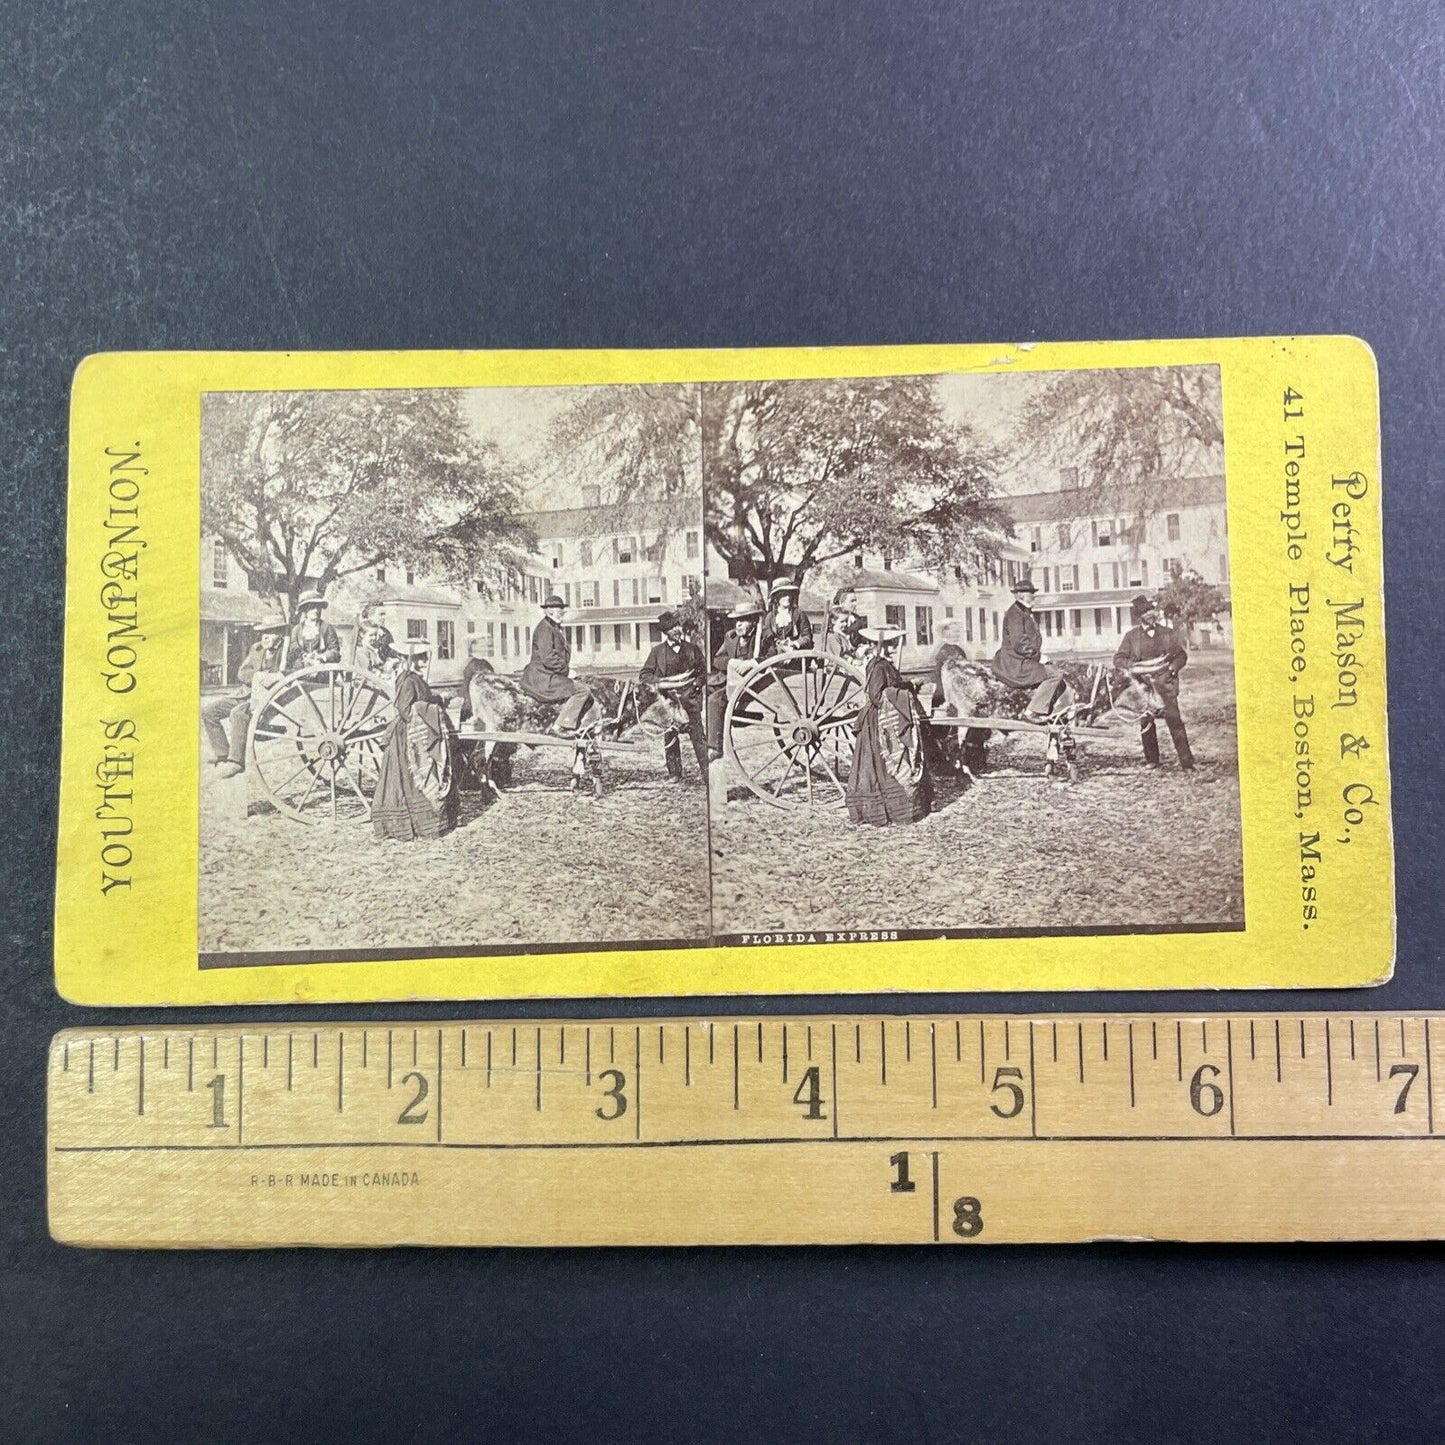 YOUTH'S COMPANION.
Perry Mason & Co.,
41 Temple Place, Boston, Mass.
FLORIDA EXPRESS
1 2 3 4 5 6 7
R-B-R MADE IN CANADA
1
8